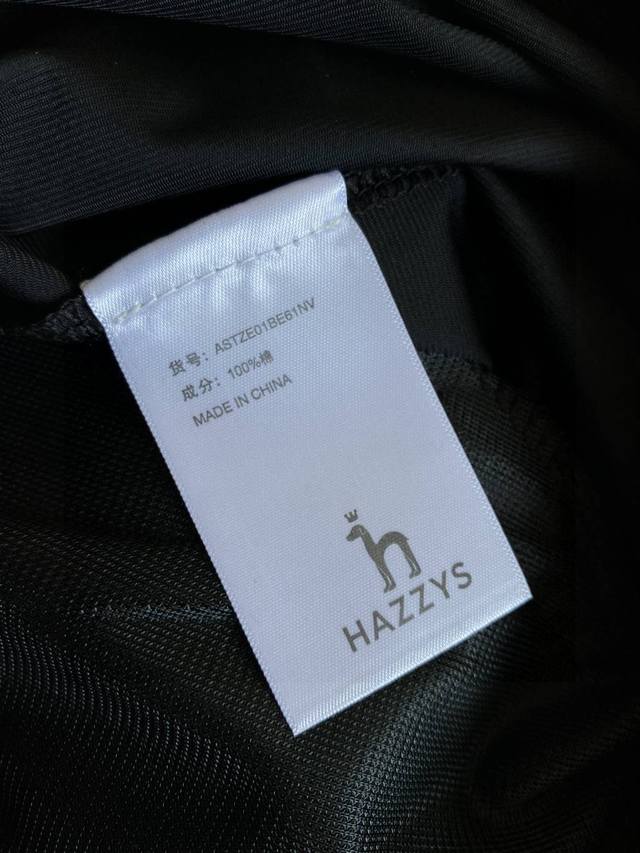 货号: ASTZE01BE61NV
成分: 100%棉
MADE IN CHINA
HAZZYS